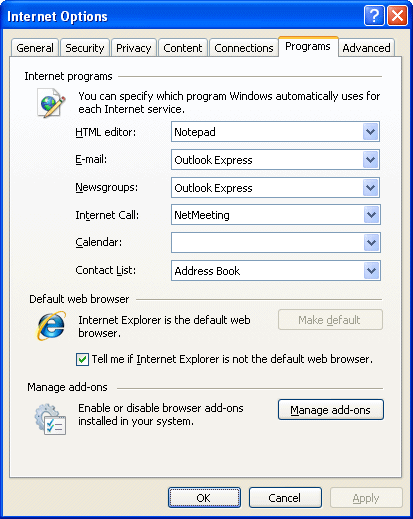 Internet Options
General Security Privacy Content Connections Programs Advanced
Internet programs
You can specify which program Windows automatically uses for
each Internet service.
HTML editor: Notepad
E-mail: Outlook Express
Newsgroups: Outlook Express
Internet Call: NetMeeting
Calendar:
Contact List: Address Book
Default web browser
Internet Explorer is the default web Make default
browser.
Tell me if Internet Explorer is not the default web browser.
Manage add-ons
Enable or disable browser add-ons Manage add-ons
installed in your system.
OK Cancel Apply